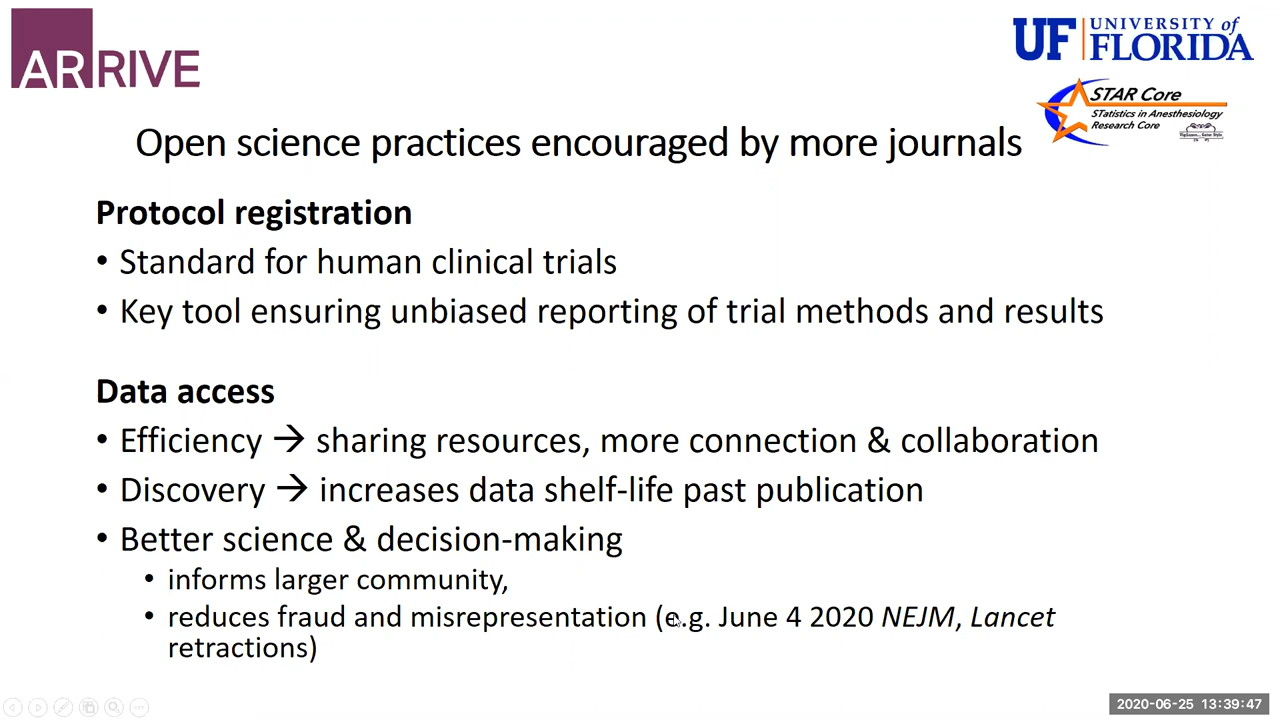 ARRIVE
UNIVERSITY of
UF FLORIDA
STAR Core
STatistics in Anesthesiology
Research Core
Open science practices encouraged by more journals
Protocol registration
• Standard for human clinical trials
• Key tool ensuring unbiased reporting of trial methods and results
Data access
• Efficiency → sharing resources, more connection & collaboration
• Discovery → increases data shelf-life past publication
• Better science & decision-making
• informs larger community,
• reduces fraud and misrepresentation (e.g. June 4 2020 NEJM, Lancet
retractions)
2020-06-25 13:39:47